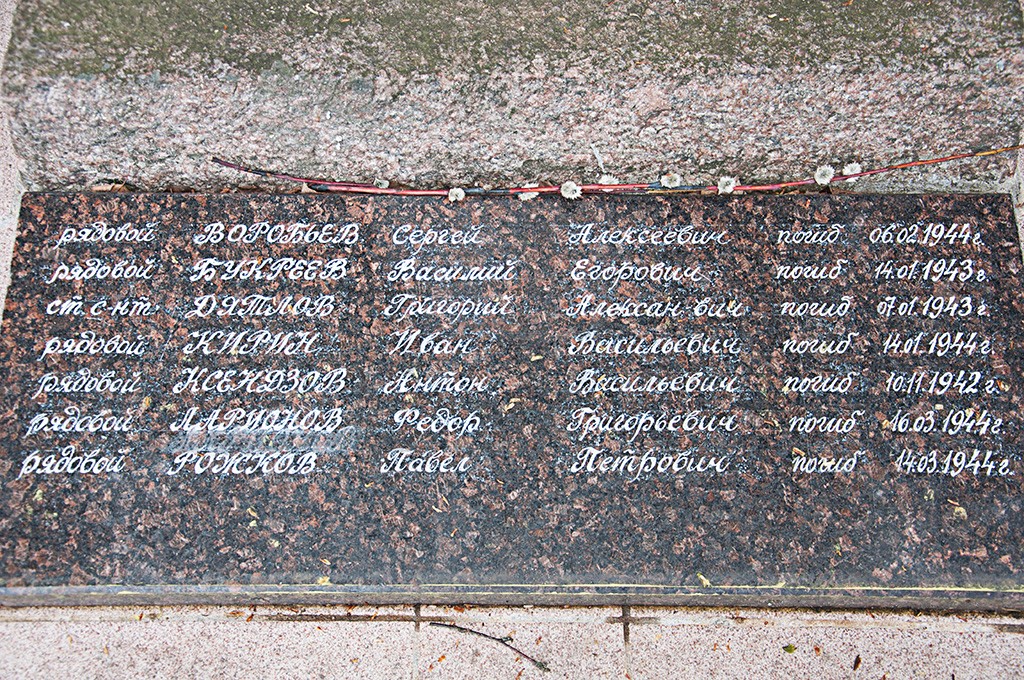 рядовой ВОРОБЬЕВ Сергей Алексеевич погиб 06.02.1944г.
рядовой БУКРЕЕВ Василий Егорович погиб 14.01.1943г.
ст. с-нт ДЯТЛОВ Григорий Алексан-вич погиб 07.01.1943г.
рядовой КИРИН Иван Васильевич погиб 14.01.1944г.
рядовой КСЕНДЗОВ Антон Васильевич погиб 10.11.1942г.
рядовой ЛАРИОНОВ Федор Григорьевич погиб 16.03.1944г.
рядовой РОЖКОВ Павел Петрович погиб 14.03.1944г.